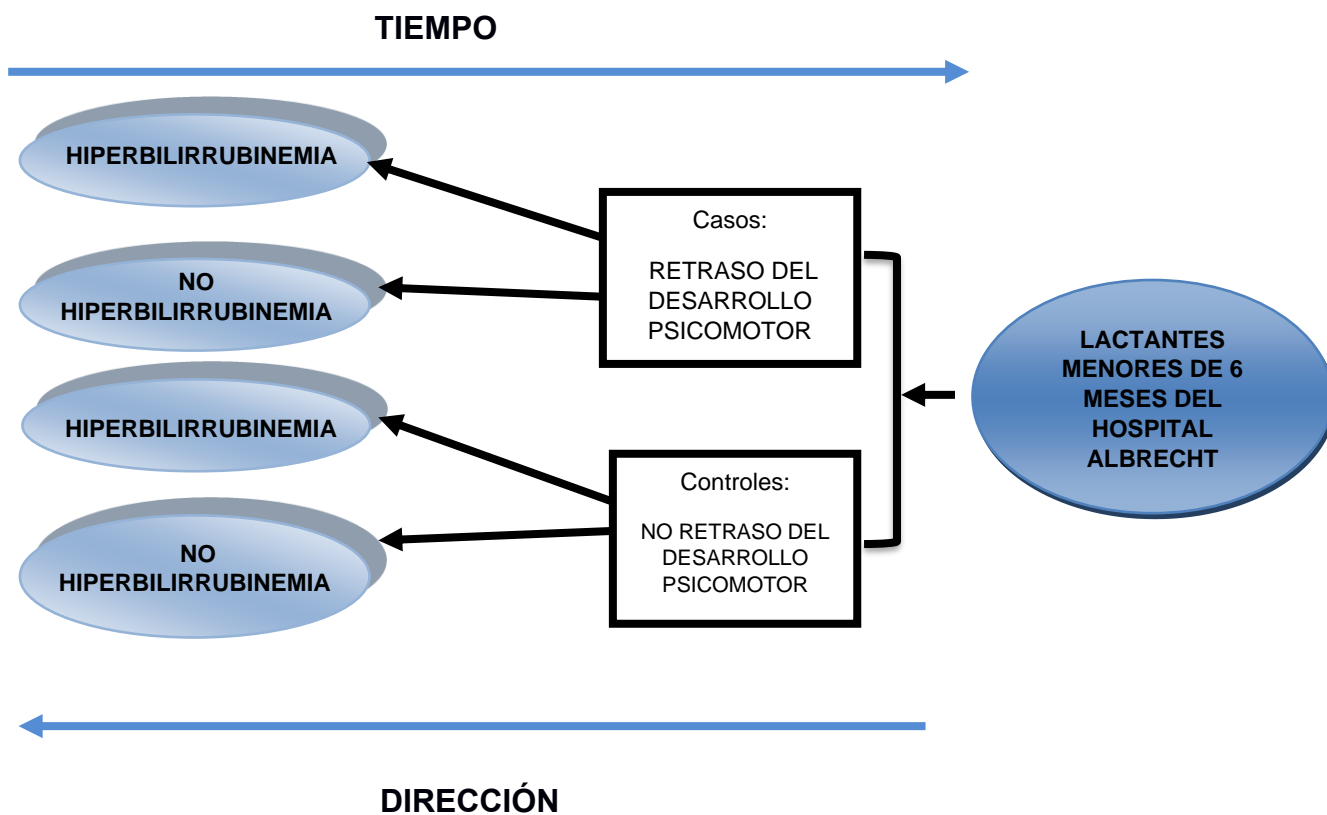 TIEMPO
HIPERBILIRRUBINEMIA
NO
HIPERBILIRRUBINEMIA
HIPERBILIRRUBINEMIA
NO
HIPERBILIRRUBINEMIA
Casos:
RETRASO DEL
DESARROLLO
PSICOMOTOR
Controles:
NO RETRASO DEL
DESARROLLO
PSICOMOTOR
LACTANTES
MENORES DE 6
MESES DEL
HOSPITAL
ALBRECHT
DIRECCIÓN